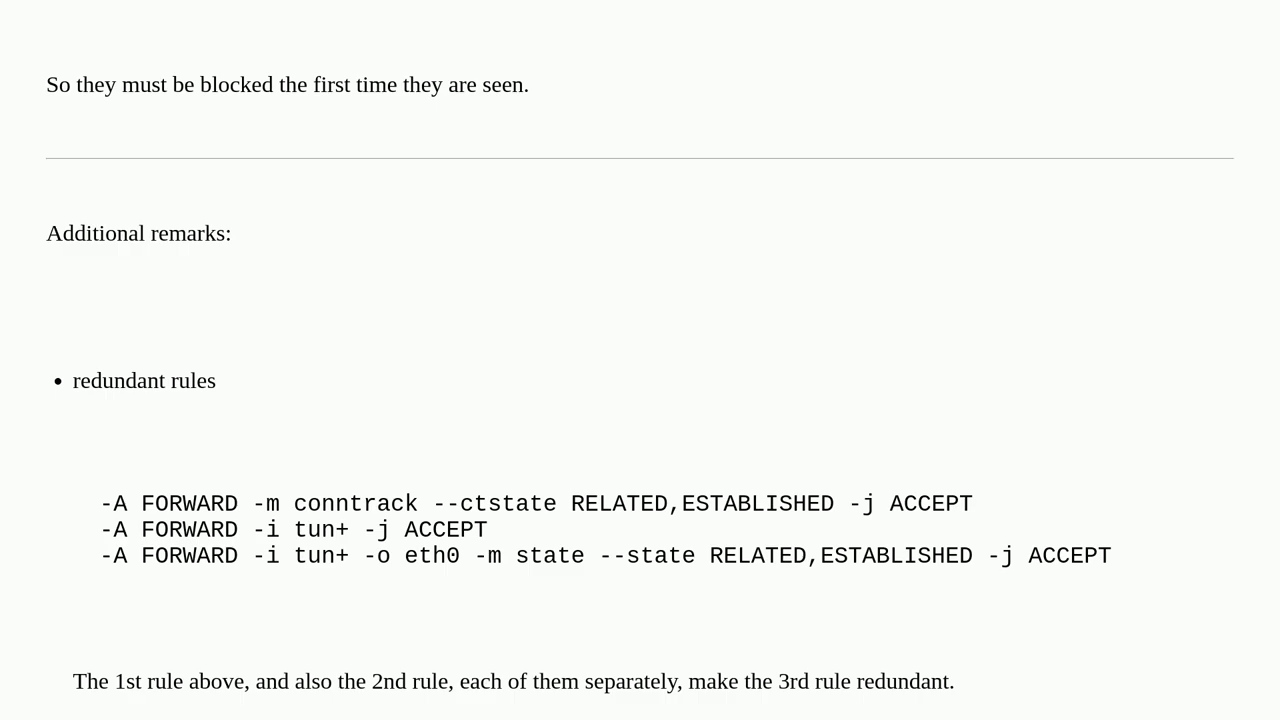 So they must be blocked the first time they are seen.
Additional remarks:
• redundant rules
-A FORWARD -m conntrack --ctstate RELATED,ESTABLISHED -j ACCEPT
-A FORWARD -i tun+ -j ACCEPT
-A FORWARD -i tun+ -o eth0 -m state --state RELATED,ESTABLISHED -j ACCEPT
The 1st rule above, and also the 2nd rule, each of them separately, make the 3rd rule redundant.